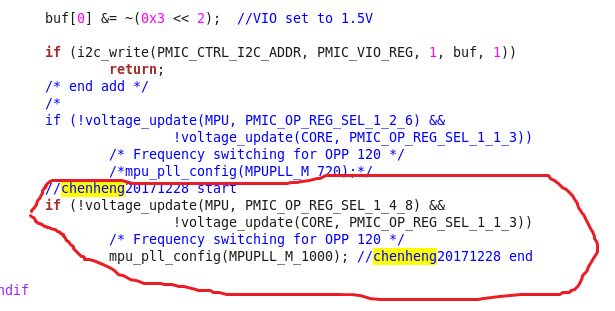 buf[0] &= ~(0x3 << 2);  //VIO set to 1.5V
if (i2c_write(PMIC_CTRL_I2C_ADDR, PMIC_VIO_REG, 1, buf, 1))
return;
/* end add */
/*
if (!voltage_update(MPU, PMIC_OP_REG_SEL_1_2_6) &&
!voltage_update(CORE, PMIC_OP_REG_SEL_1_1_3))
/* Frequency switching for OPP 120 */
/*mpu_pll_config(MPUPLL_M_720);*/
//chenheng20171228 start
if (!voltage_update(MPU, PMIC_OP_REG_SEL_1_4_8) &&
!voltage_update(CORE, PMIC_OP_REG_SEL_1_1_3))
/* Frequency switching for OPP 120 */
mpu_pll_config(MPUPLL_M_1000); //chenheng20171228 end
ndif